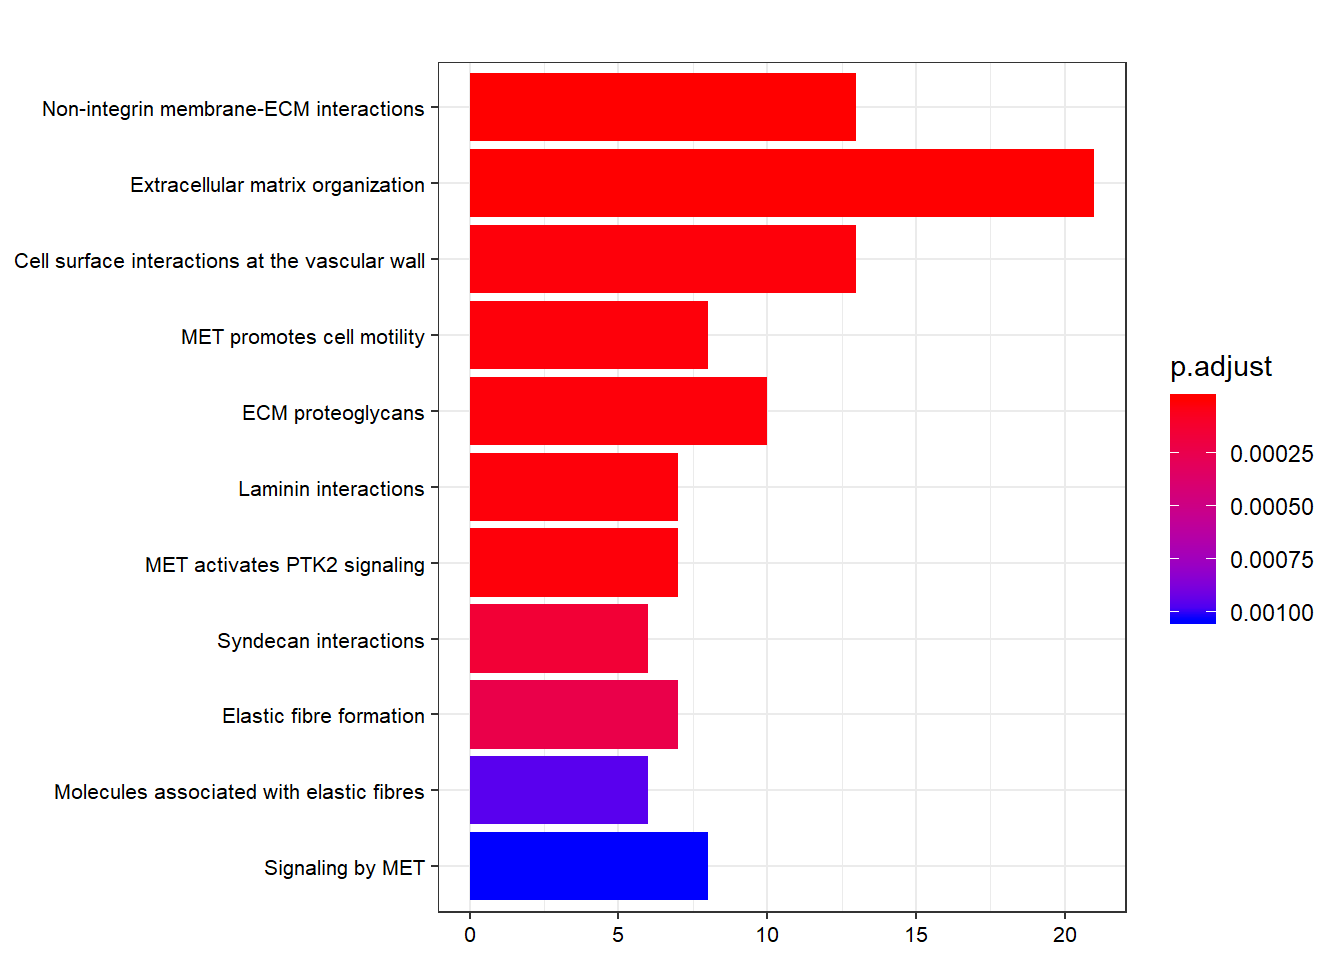 Non-integrin membrane-ECM interactions
Extracellular matrix organization
Cell surface interactions at the vascular wall
MET promotes cell motility
ECM proteoglycans
Laminin interactions
MET activates PTK2 signaling
Syndecan interactions
Elastic fibre formation
Molecules associated with elastic fibres
Signaling by MET
0 5 10 15 20
p.adjust
0.00025
0.00050
0.00075
0.00100